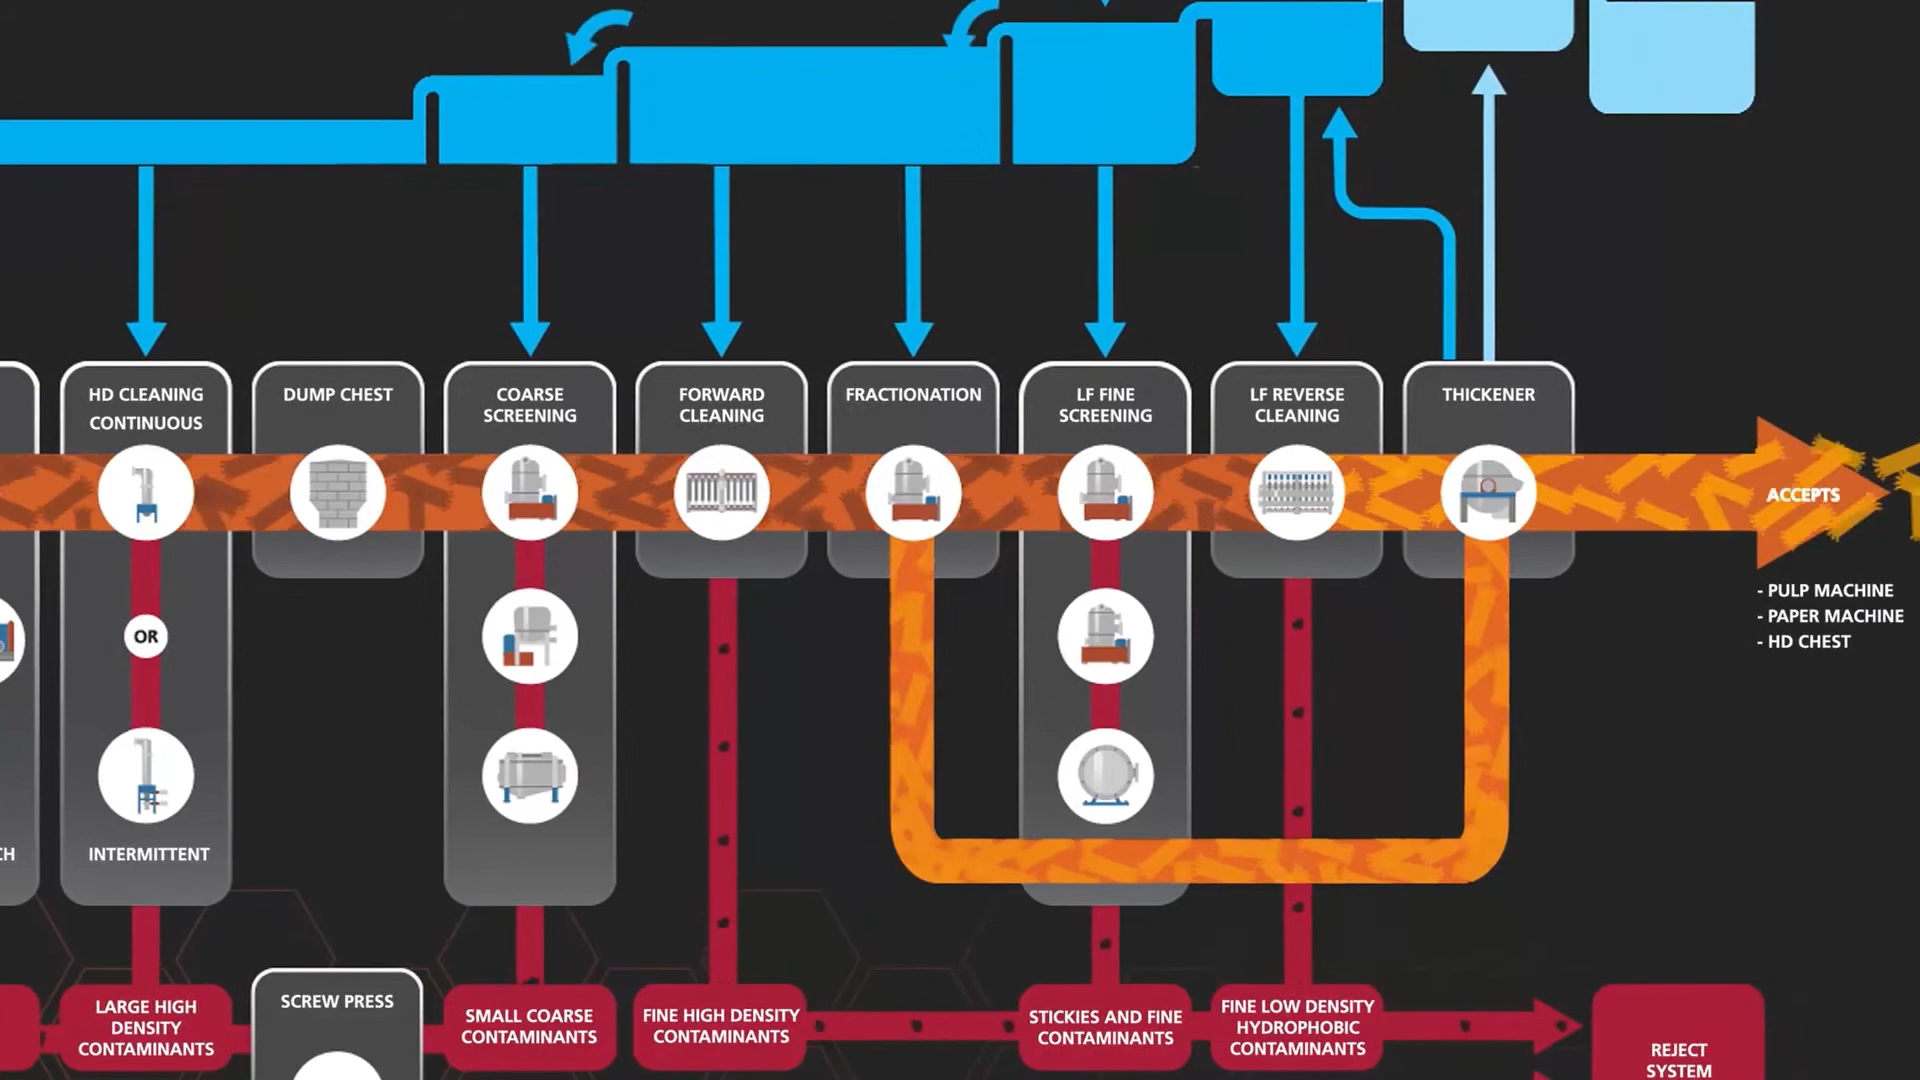 HD CLEANING
CONTINUOUS
DUMP CHEST
COARSE
SCREENING
FORWARD
CLEANING
FRACTIONATION
LF FINE
SCREENING
LF REVERSE
CLEANING
THICKENER
ACCEPTS
- PULP MACHINE
- PAPER MACHINE
- HD CHEST
OR
CH
INTERMITTENT
LARGE HIGH
DENSITY
CONTAMINANTS
SCREW PRESS
SMALL COARSE
CONTAMINANTS
FINE HIGH DENSITY
CONTAMINANTS
STICKIES AND FINE
CONTAMINANTS
FINE LOW DENSITY
HYDROPHOBIC
CONTAMINANTS
REJECT
SYSTEM